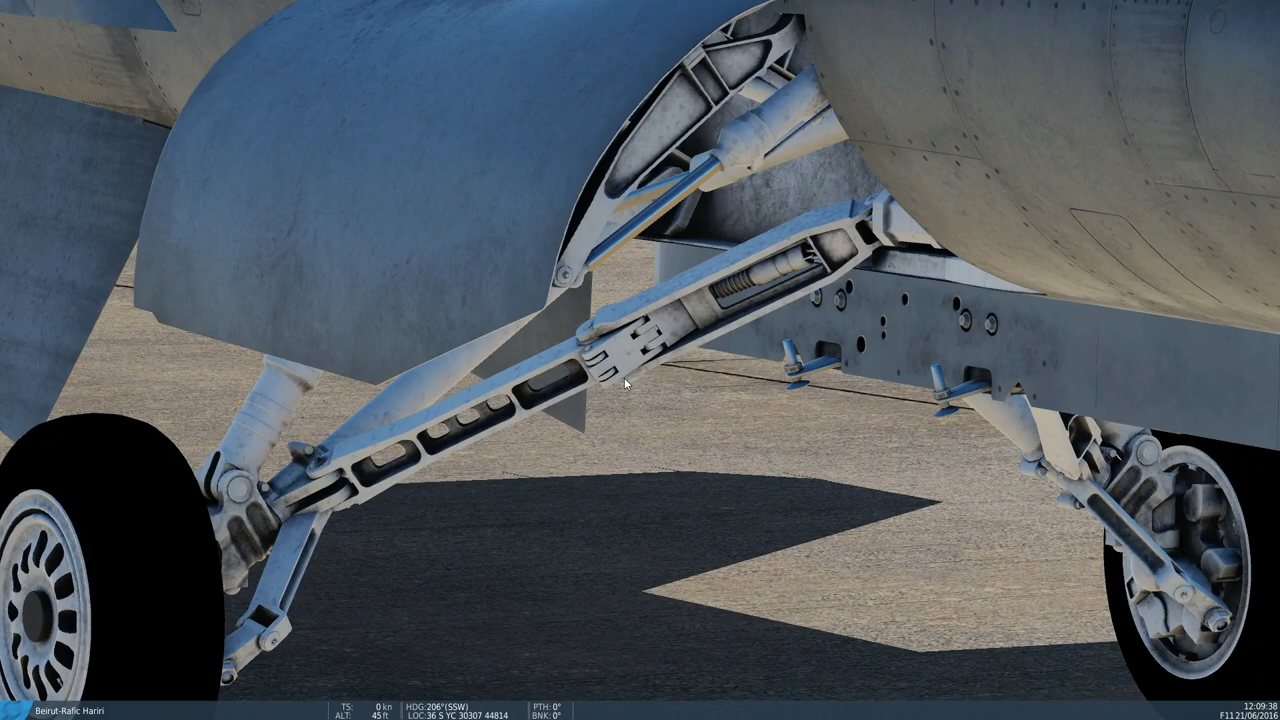 Beirut-Rafic Hariri
TS: 0 kn
ALT: 45 ft
HDG: 206°(SSW)
LOC: 36 S YC 30307 44814
PTH: 0°
BNK: 0°
12:09:38
F11 21/06/2016